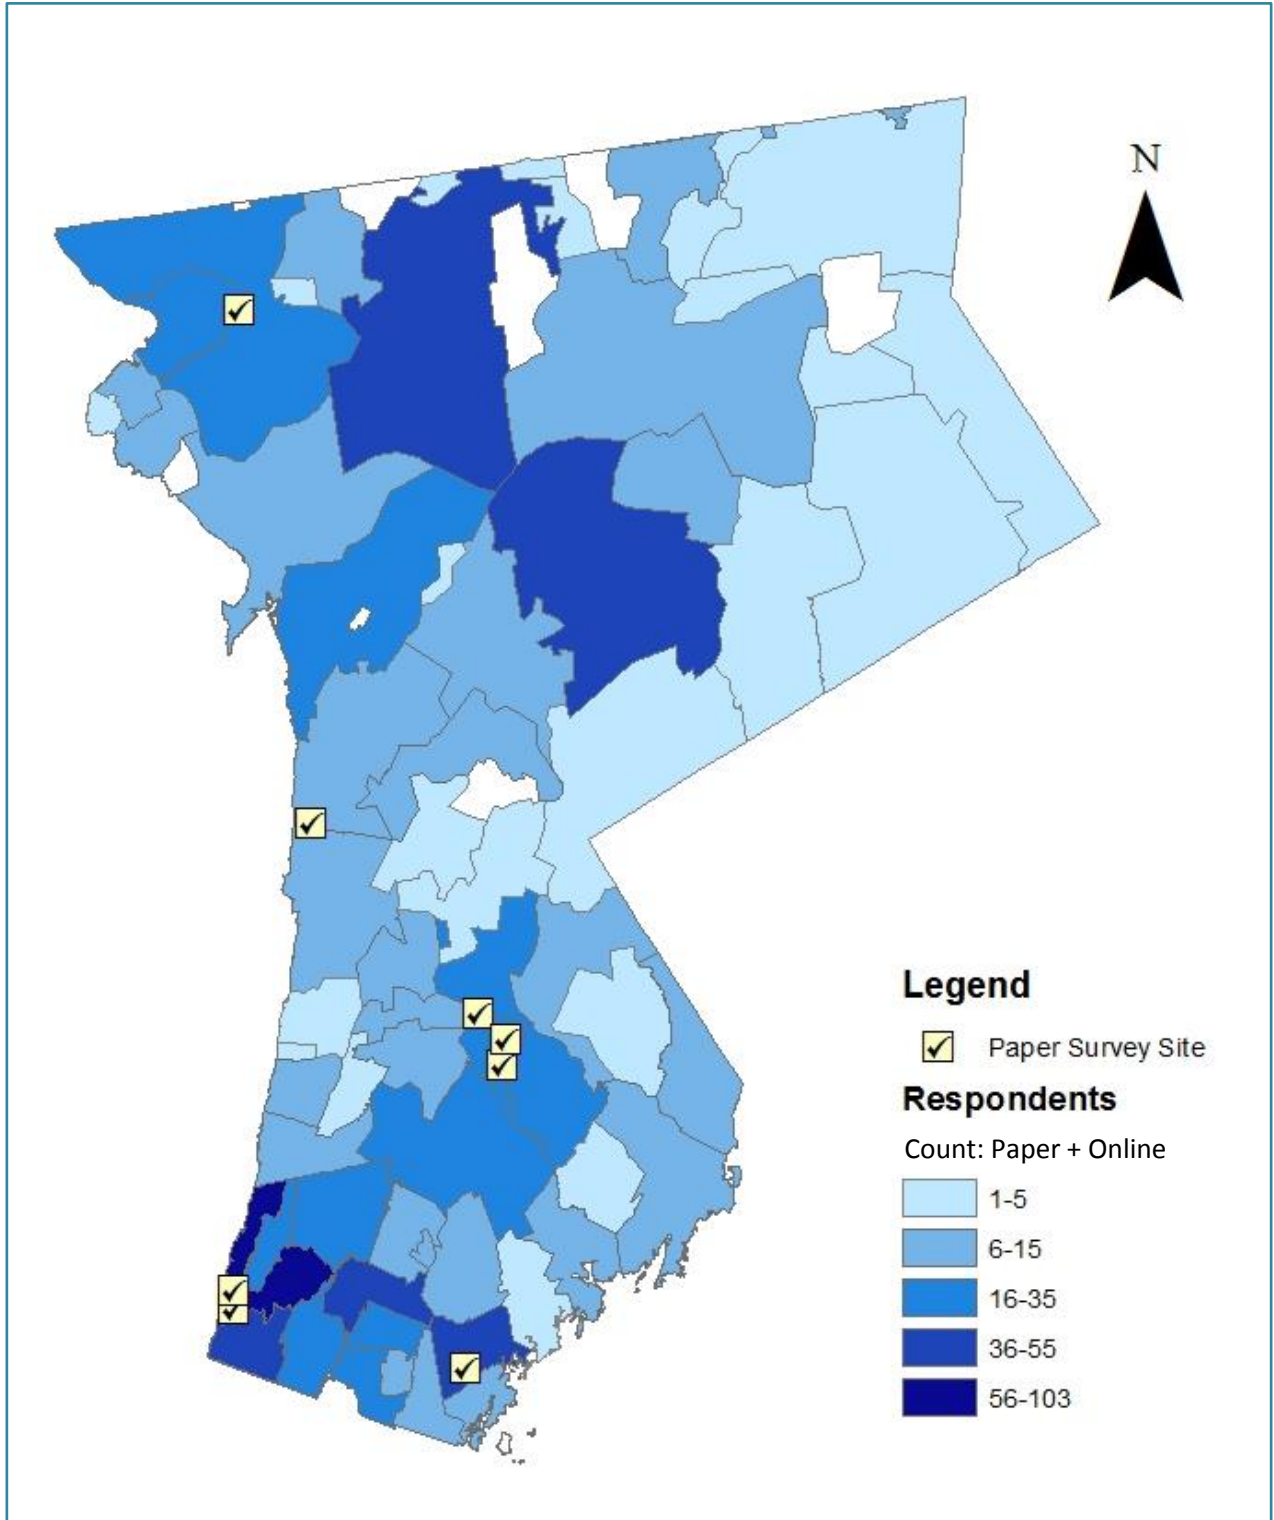 N
Legend
Paper Survey Site
Respondents
Count: Paper + Online
1-5
6-15
16-35
36-55
56-103